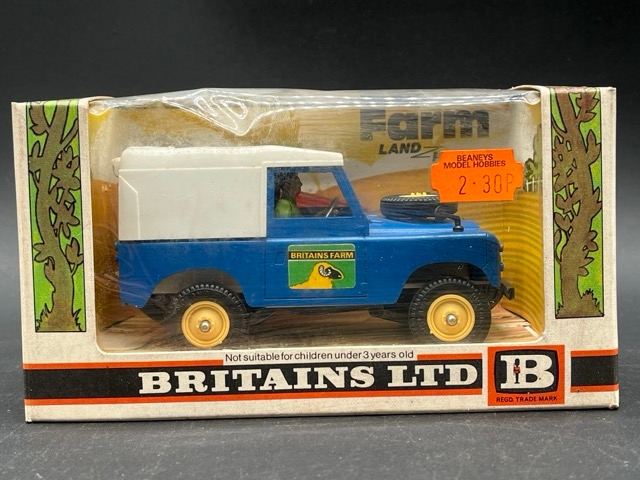 Farm
LAND
BEANEYS
MODEL HOBBIES
2·30P
BRITAINS FARM
Not suitable for children under 3 years old
BRITAINS LTD
B
REGD. TRADE MARK